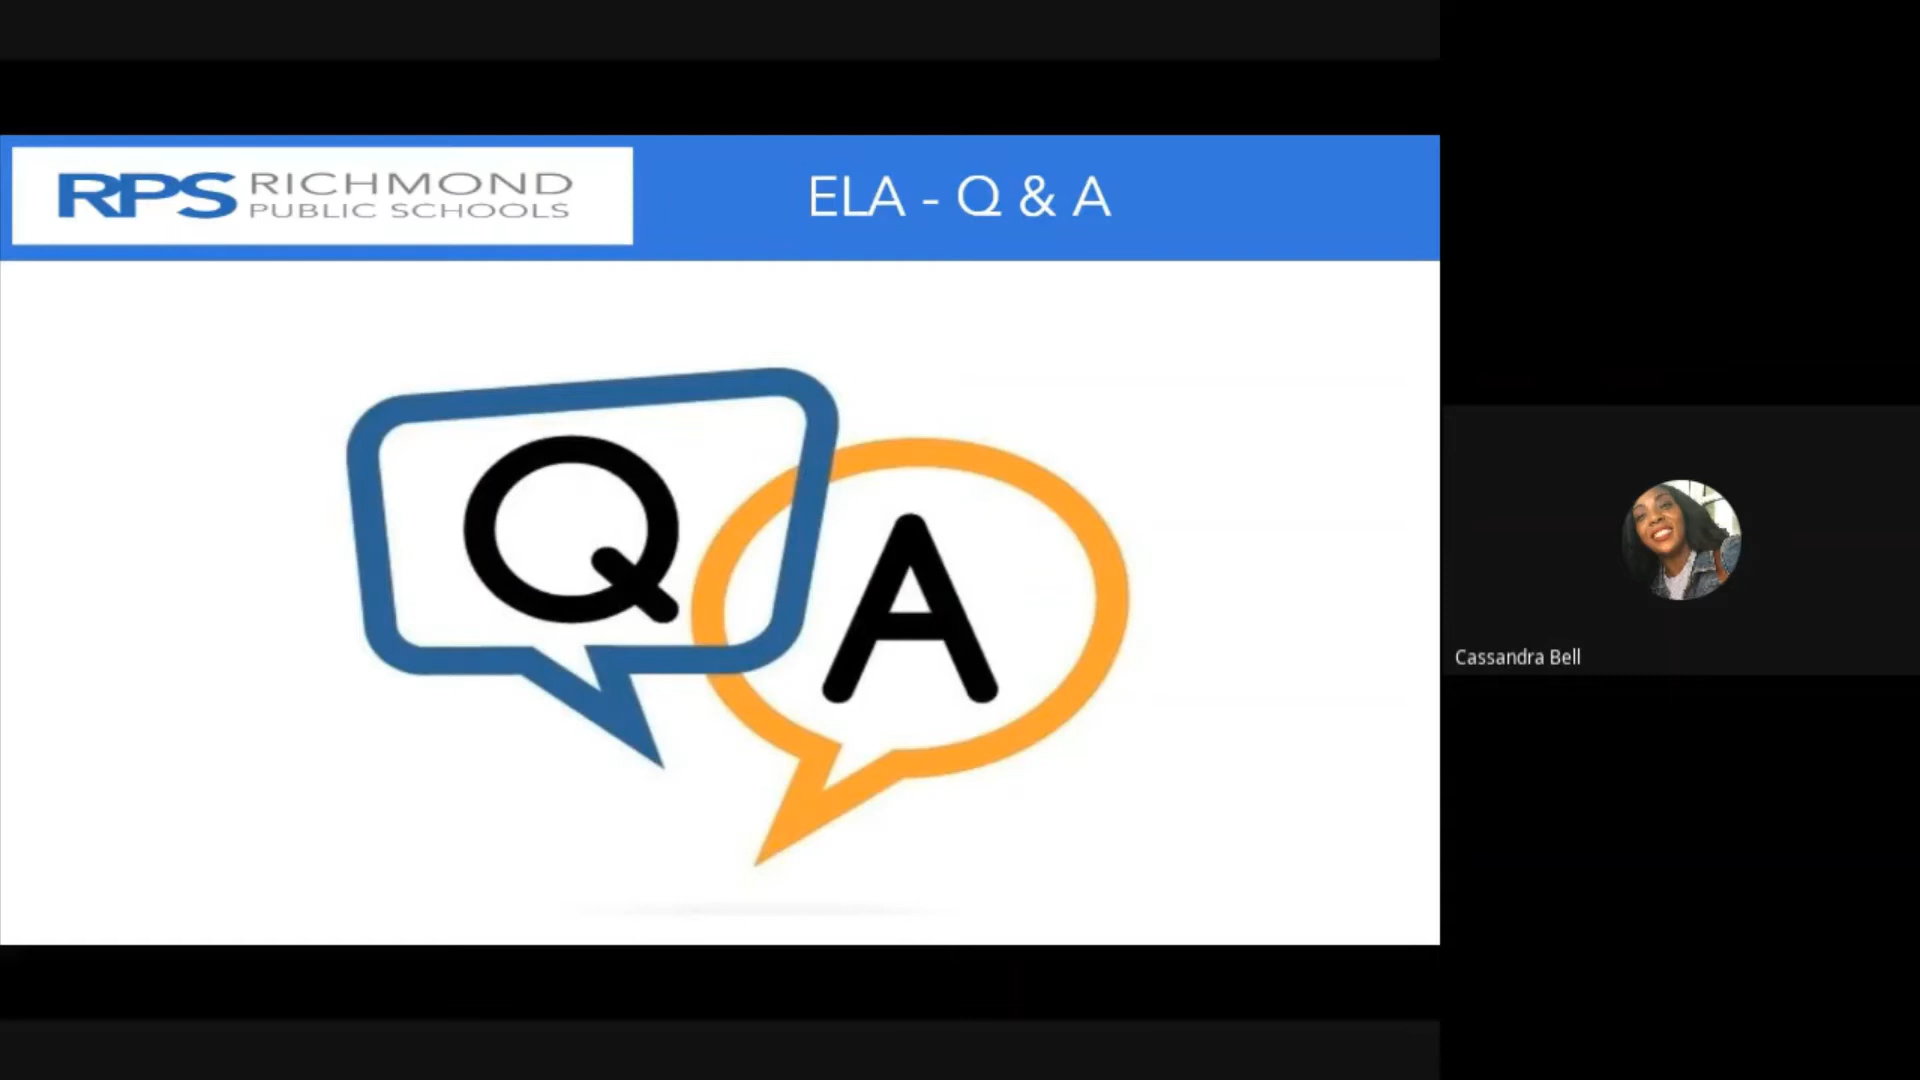 RPS RICHMOND
PUBLIC SCHOOLS
ELA - Q & A
Q
A
Cassandra Bell